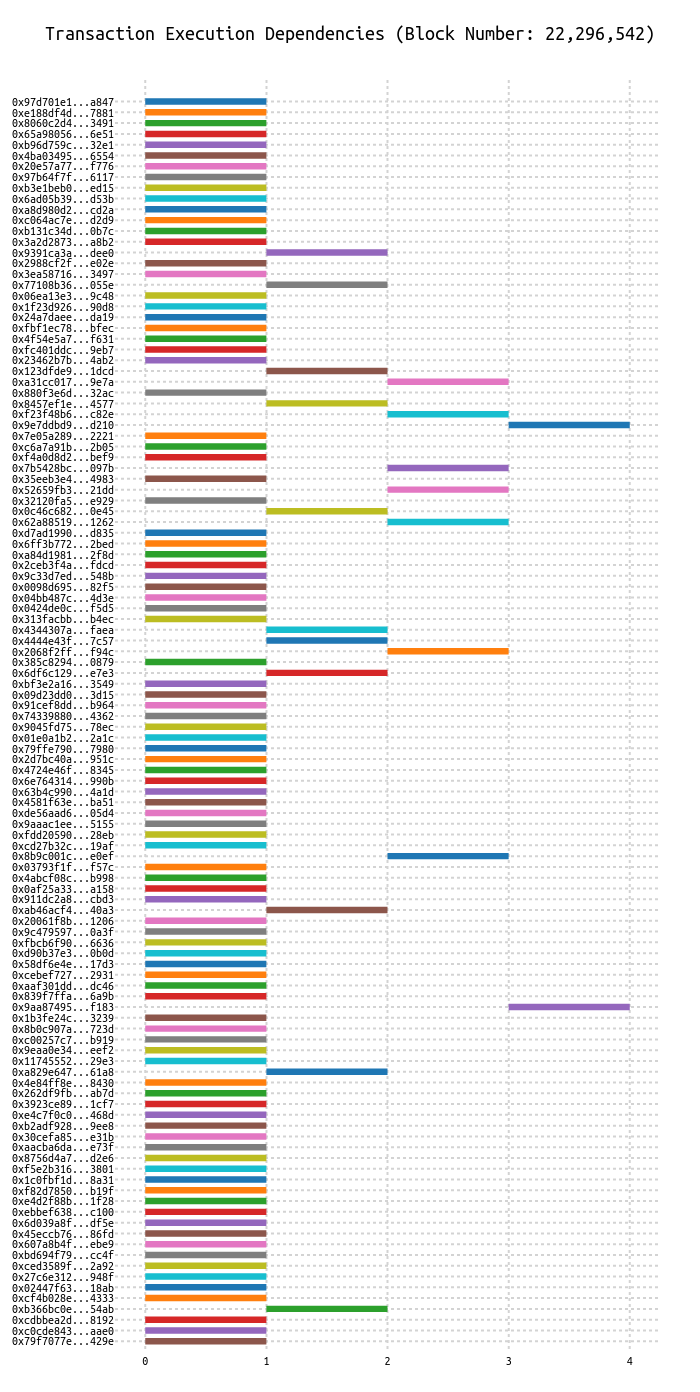 Transaction Execution Dependencies (Block Number: 22,296,542)
0x97d701e1...a847
0xe188df4d...7881
0x8060c2d4...3491
0x65a98056...6e51
0xb96d759c...32e1
0x4ba03495...6554
0x20e57a77...f776
0x97b64f7f...6117
0xb3e1beb0...ed15
0x6ad05b39...d53b
0xa8d980d2...cd2a
0xc064ac7e...d2d9
0xb131c34d...0b7c
0x3a2d2873...a8b2
0x9391ca3a...dee0
0x2988cf2f...e02e
0x3ea58716...3497
0x77108b36...055e
0x06ea13e3...9c48
0x1f23d926...90d8
0x24a7daee...da19
0xfbf1ec78...bfec
0x4f54e5a7...f631
0xfc401ddc...9eb7
0x23462b7b...4ab2
0x123dfde9...1dcd
0xa31cc017...9e7a
0x880f3e6d...32ac
0x8457ef1e...4577
0xf23f48b6...c82e
0x9e7ddbd9...d210
0x7e05a289...2221
0xc6a7a91b...2b05
0xf4a0d8d2...bef9
0x7b5428bc...097b
0x35eeb3e4...4983
0x52659fb3...21dd
0x32120fa5...e929
0x0c46c682...0e45
0x62a88519...1262
0xd7ad1990...d835
0x6ff3b772...2bed
0xa84d1981...2f8d
0x2ceb3f4a...fdcd
0x9c33d7ed...548b
0x0098d695...82f5
0x04bb487c...4d3e
0x0424de0c...f5d5
0x313facbb...b4ec
0x4344307a...faea
0x4444e43f...7c57
0x2068f2ff...f94c
0x385c8294...0879
0x6df6c129...e7e3
0xbf3e2a16...3549
0x09d23dd0...3d15
0x91cef8dd...b964
0x74339880...4362
0x9045fd75...78ec
0x01e0a1b2...2a1c
0x79ffe790...7980
0x2d7bc40a...951c
0x4724e46f...8345
0x6e764314...990b
0x63b4c990...4a1d
0x4581f63e...ba51
0xde56aad6...05d4
0x9aaac1ee...5155
0xfdd20590...28eb
0xcd27b32c...19af
0x8b9c001c...e0ef
0x03793f1f...f57c
0x4abcf08c...b998
0x0af25a33...a158
0x911dc2a8...cbd3
0xab46acf4...40a3
0x20061f8b...1206
0x9c479597...0a3f
0xfbcb6f90...6636
0xd90b37e3...0b0d
0x58df6e4e...17d3
0xcebef727...2931
0xaaf301dd...dc46
0x839f7ffa...6a9b
0x9aa87495...f183
0x1b3fe24c...3239
0x8b0c907a...723d
0xc00257c7...b919
0x9eaa0e34...eef2
0x11745552...29e3
0xa829e647...61a8
0x4e84ff8e...8430
0x262df9fb...ab7d
0x3923ce89...1cf7
0xe4c7f0c0...468d
0xb2adf928...9ee8
0x30cefa85...e31b
0xaacba6da...e73f
0x8756d4a7...d2e6
0xf5e2b316...3801
0x1c0fbf1d...8a31
0xf82d7850...b19f
0xe4d2f88b...1f28
0xebbef638...c100
0x6d039a8f...df5e
0x45eccb76...86fd
0x607a8b4f...ebe9
0xbd694f79...cc4f
0xced3589f...2a92
0x27c6e312...948f
0x02447f63...18ab
0xcf4b028e...4333
0xb366bc0e...54ab
0xcdbbea2d...8192
0xc0cde843...aae0
0x79f7077e...429e
0 1 2 3 4